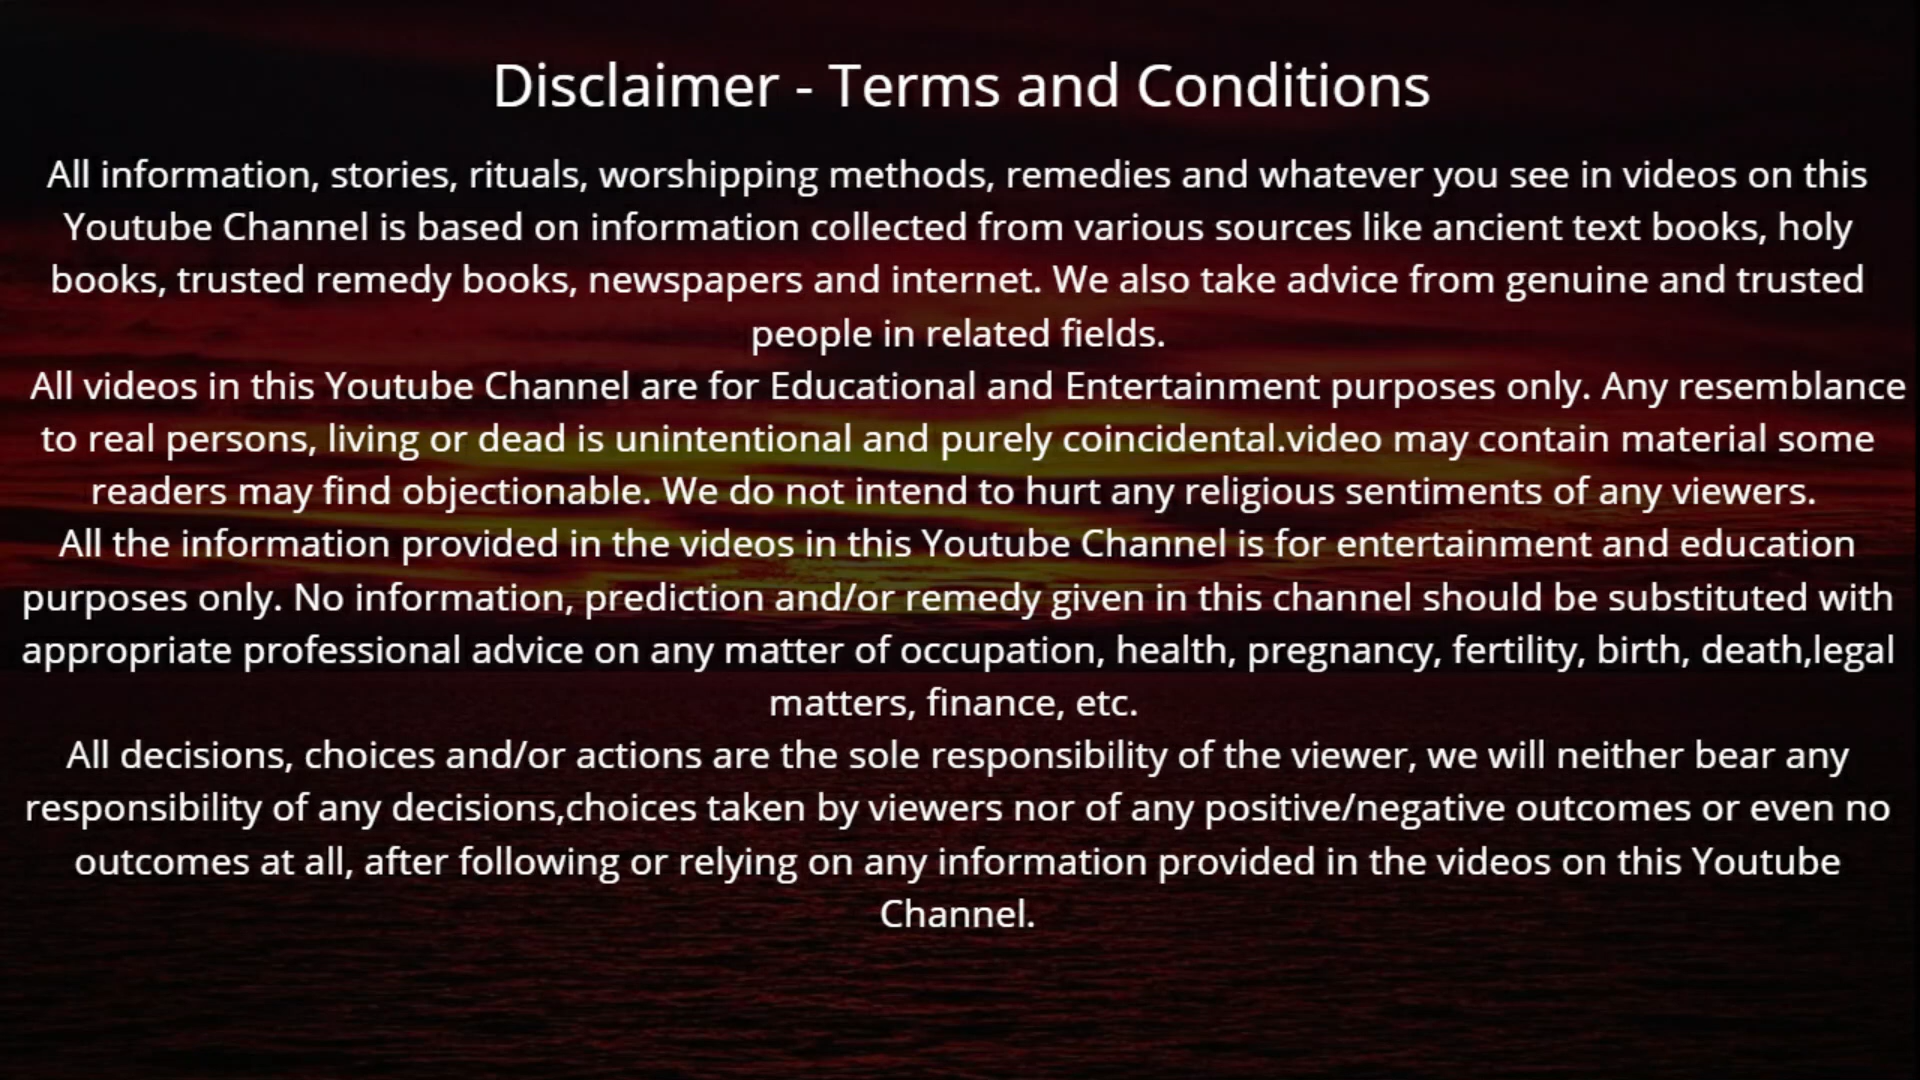 Disclaimer - Terms and Conditions
All information, stories, rituals, worshipping methods, remedies and whatever you see in videos on this
Youtube Channel is based on information collected from various sources like ancient text books, holy
books, trusted remedy books, newspapers and internet. We also take advice from genuine and trusted
people in related fields.
All videos in this Youtube Channel are for Educational and Entertainment purposes only. Any resemblance
to real persons, living or dead is unintentional and purely coincidental.video may contain material some
readers may find objectionable. We do not intend to hurt any religious sentiments of any viewers.
All the information provided in the videos in this Youtube Channel is for entertainment and education
purposes only. No information, prediction and/or remedy given in this channel should be substituted with
appropriate professional advice on any matter of occupation, health, pregnancy, fertility, birth, death,legal
matters, finance, etc.
All decisions, choices and/or actions are the sole responsibility of the viewer, we will neither bear any
responsibility of any decisions,choices taken by viewers nor of any positive/negative outcomes or even no
outcomes at all, after following or relying on any information provided in the videos on this Youtube
Channel.